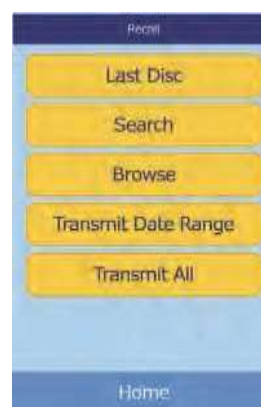 Recall
Last Disc
Search
Browse
Transmit Date Range
Transmit All
Home